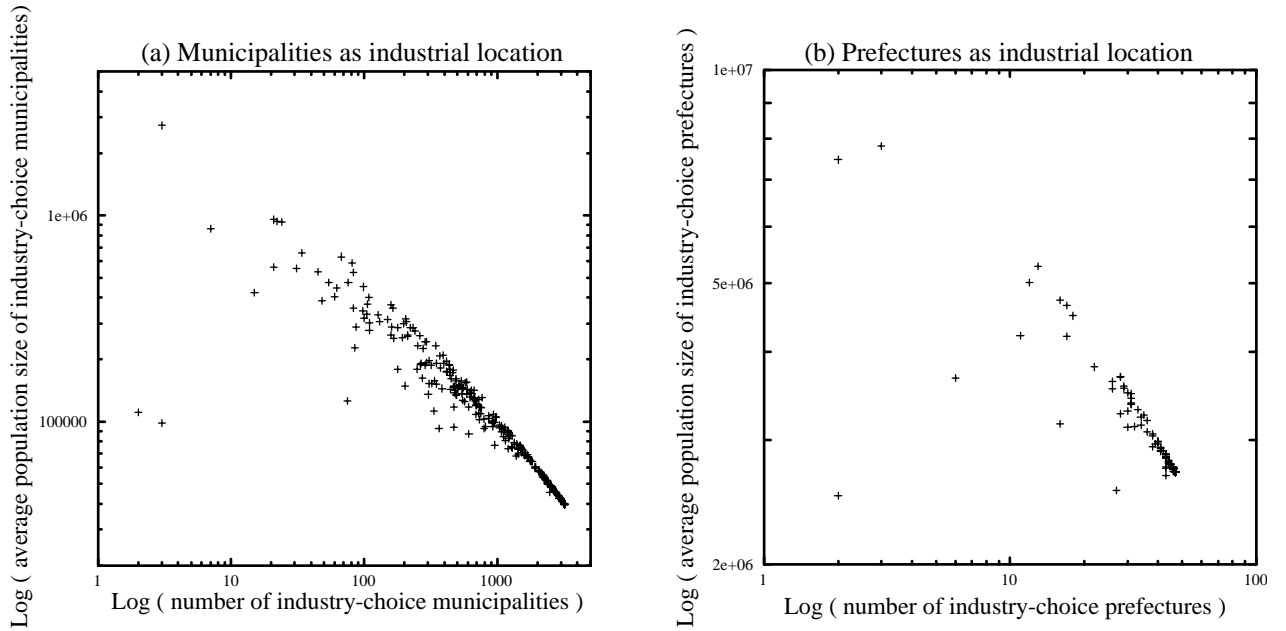 (a) Municipalities as industrial location
Log ( average population size of industry-choice municipalities)
1e+06
100000
1 10 100 1000
Log ( number of industry-choice municipalities )
(b) Prefectures as industrial location
Log ( average population size of industry-choice prefectures )
1e+07
5e+06
2e+06
1 10 100
Log ( number of industry-choice prefectures )